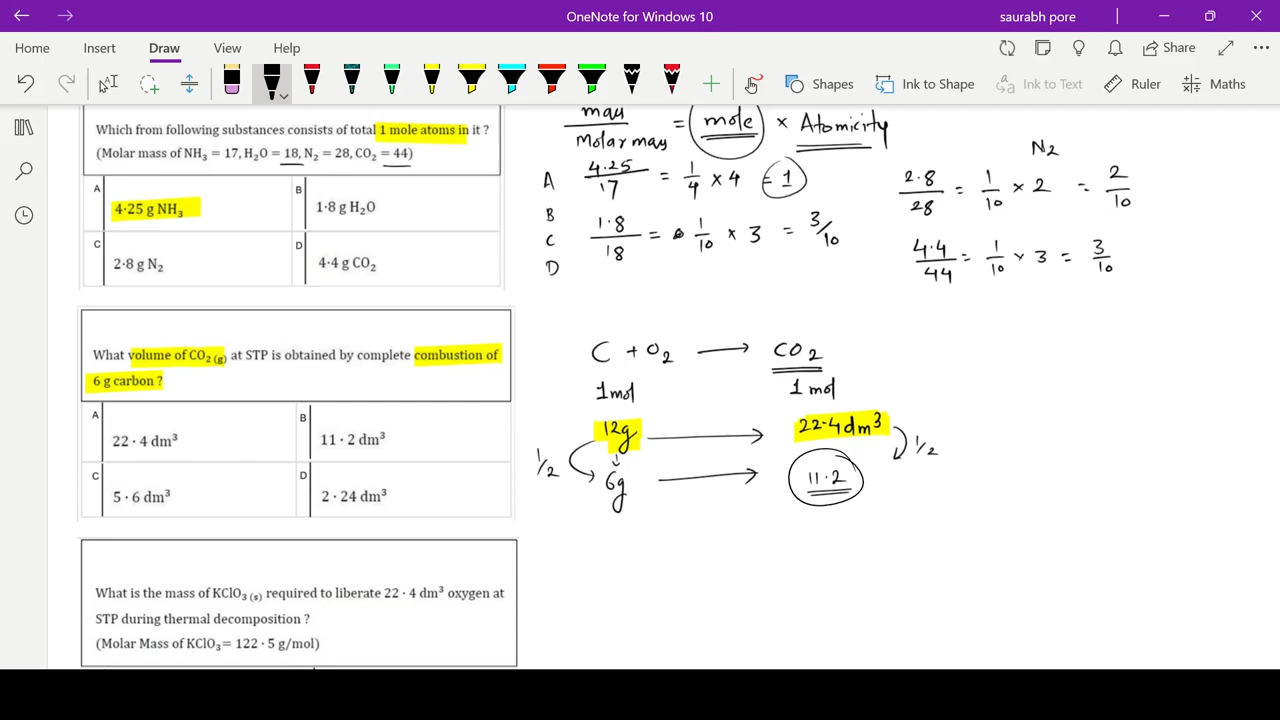 OneNote for Windows 10
saurabh pore
Home Insert Draw View Help
Share
Shapes
Ink to Shape
Ink to Text
Ruler
Maths
Which from following substances consists of total 1 mole atoms in it ?
(Molar mass of NH₃ = 17, H₂O = 18, N₂ = 28, CO₂ = 44)
A
4·25 g NH₃
B
1·8 g H₂O
C
2·8 g N₂
D
4·4 g CO₂
mass / Molar mass = mole × Atomicity
A 4.25/17 = 1/4 × 4 = 1
B
C 1.8/18 = 1/10 × 3 = 3/10
D
N₂
2.8/28 = 1/10 × 2 = 2/10
4.4/44 = 1/10 × 3 = 3/10
What volume of CO₂ (g) at STP is obtained by complete combustion of
6 g carbon ?
A
22·4 dm³
B
11·2 dm³
C
5·6 dm³
D
2·24 dm³
C + O₂ → CO₂
1mol 1 mol
12g → 22.4dm³
1/2 1/2
6g → 11.2
What is the mass of KClO₃ (s) required to liberate 22·4 dm³ oxygen at
STP during thermal decomposition ?
(Molar Mass of KClO₃= 122·5 g/mol)